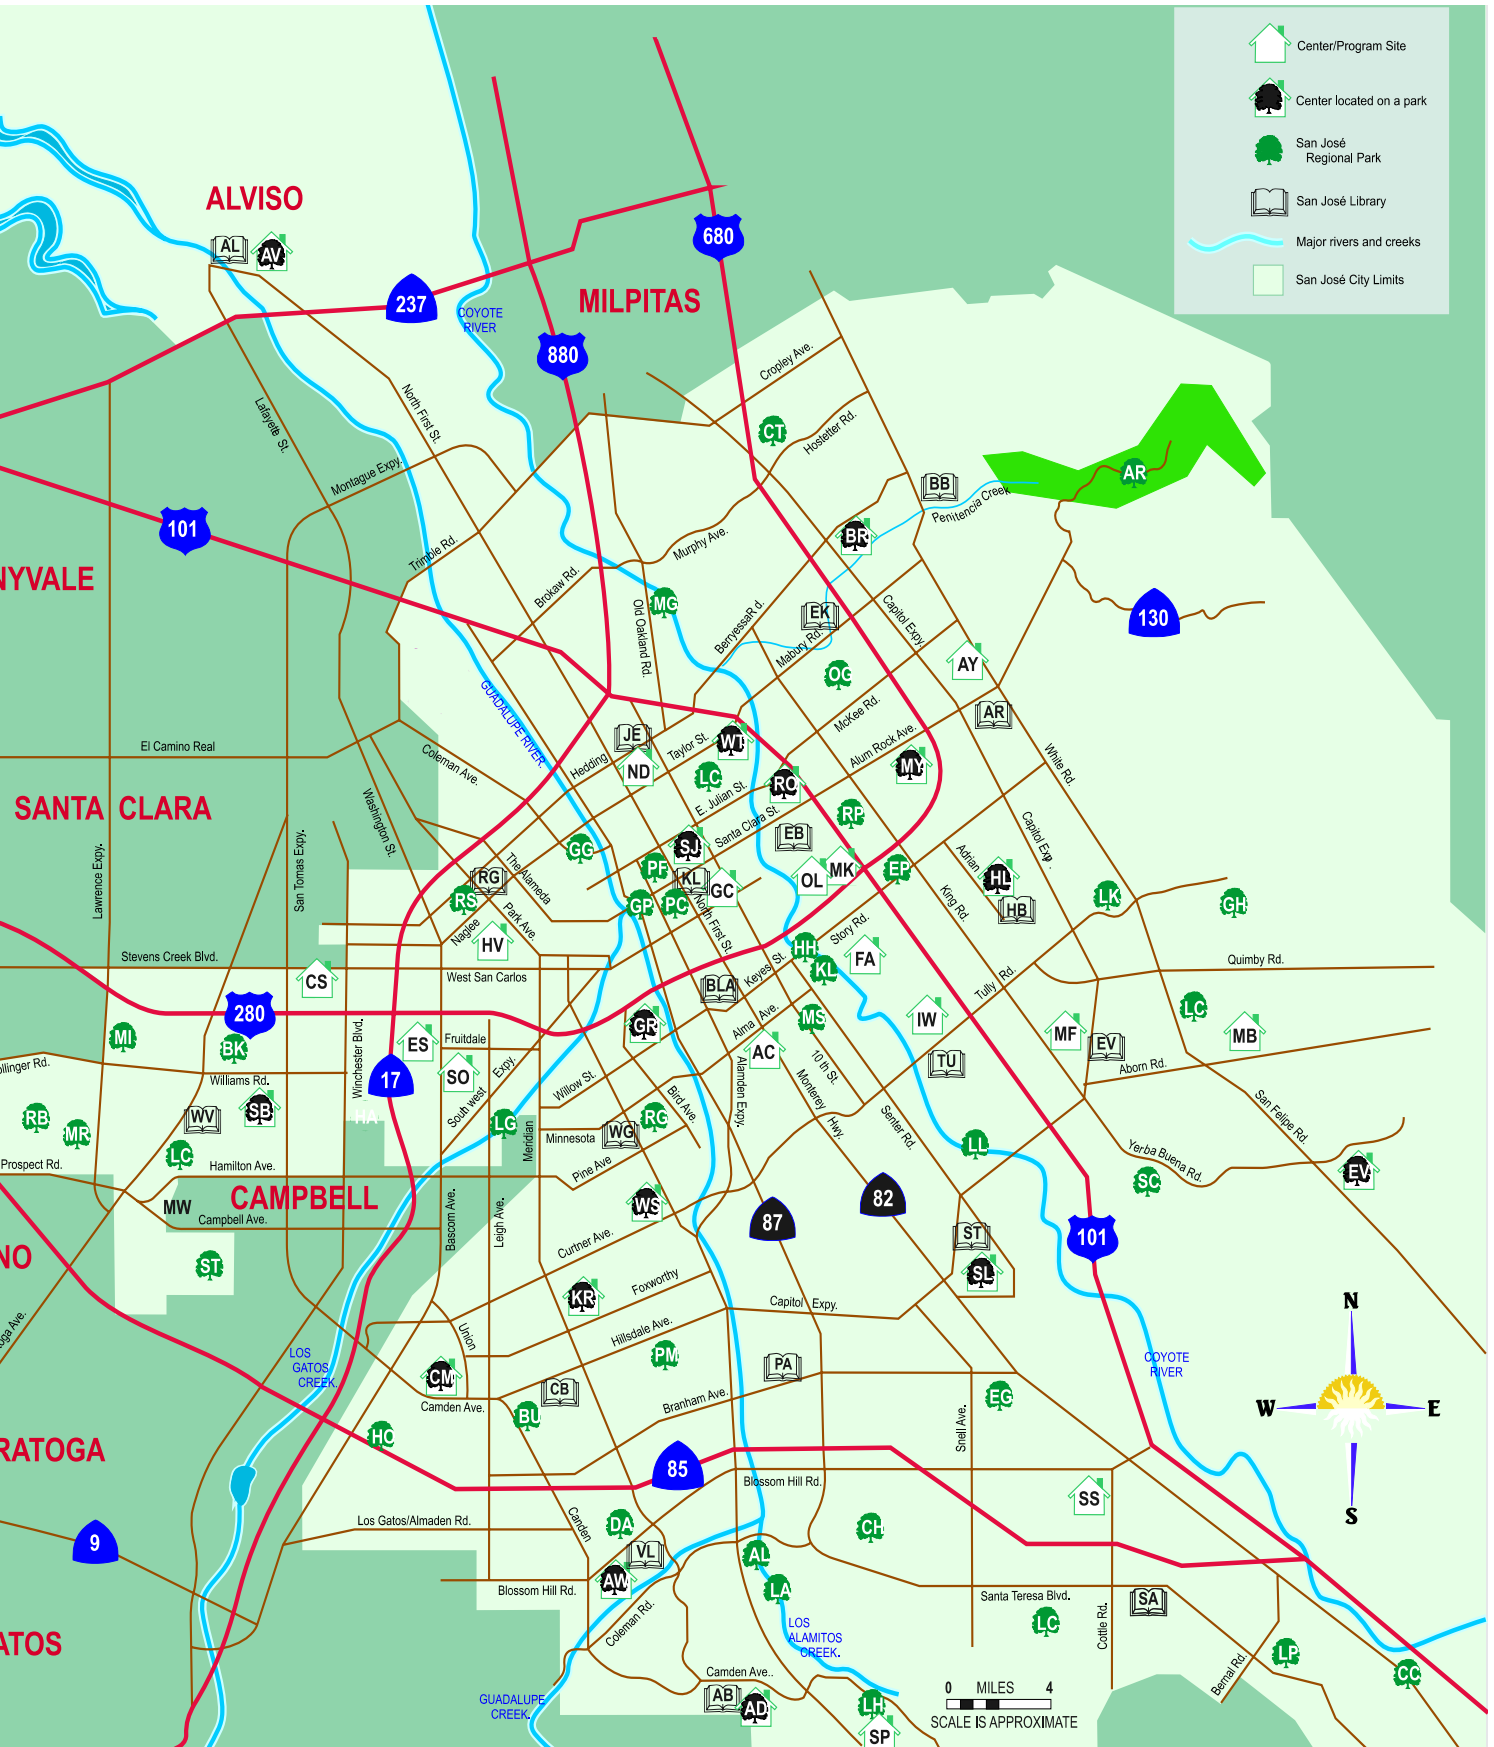 Center/Program Site
Center located on a park
San José
Regional Park
San José Library
Major rivers and creeks
San José City Limits
ALVISO
AL
AV
680
237
MILPITAS
COYOTE
RIVER
880
Cropley Ave.
North First St.
Lafayette St.
CT
Hostetter Rd.
Montague Expy.
AR
BB
Penitencia Creek
101
BR
Murphy Ave.
Trimble Rd.
NYVALE
Brokaw Rd.
MG
EK
Capitol Expy.
130
Old Oakland Rd.
Berryessa Rd.
Mabury Rd.
AY
OG
GUADALUPE RIVER.
McKee Rd.
AR
El Camino Real
Coleman Ave.
JE
Taylor St.
WT
Alum Rock Ave.
White Rd.
Hedding
ND
LC
RO
MY
SANTA CLARA
Washington St.
E. Julian St.
Santa Clara St.
RP
EB
Capitol Exp.
San Tomas Expy.
Lawrence Expy.
GG
SJ
The Alameda
PF
OL
MK
EP
Adrian
HL
RG
KL
GC
RS
GP
PC
LK
GH
HB
King Rd.
Park Ave.
Naglee
North First St.
Story Rd.
HV
HH
FA
Stevens Creek Blvd.
West San Carlos
KL
Keyes St.
Quimby Rd.
CS
BLA
Tully Rd.
280
GR
MS
IW
MF
LC
MB
Alma Ave.
MI
BK
Winchester Blvd.
ES
Fruitdale
EV
AC
10th St.
TU
Aborn Rd.
ollinger Rd.
Williams Rd.
17
SO
South west Expy.
Willow St.
Bird Ave.
Alamden Expy.
Monterey Hwy.
Senter Rd.
San Felipe Rd.
RB
MR
WV
SB
HA
LG
Meridian
Minnesota
WG
RG
LL
Yerba Buena Rd.
LC
Prospect Rd.
Hamilton Ave.
Pine Ave
SC
EV
MW
CAMPBELL
Campbell Ave.
WS
82
87
Bascom Ave.
Leigh Ave.
Curtner Ave.
ST
101
NO
ST
SL
Foxworthy
KR
Capitol Expy.
N
oga Ave.
Union
Hillsdale Ave.
LOS
GATOS
CREEK.
PM
PA
COYOTE
RIVER
CM
CB
EG
Camden Ave.
Branham Ave.
W
E
BU
HO
Snell Ave.
RATOGA
85
Blossom Hill Rd.
SS
S
Los Gatos/Almaden Rd.
Camden
DA
CH
9
VL
AL
Blossom Hill Rd.
AW
LA
Santa Teresa Blvd.
SA
Coleman Rd.
LOS
ALAMITOS
CREEK.
LC
Cottle Rd.
ATOS
LP
CC
Bernal Rd.
Camden Ave..
GUADALUPE
CREEK.
AB
AD
LH
SP
0 MILES 4
SCALE IS APPROXIMATE